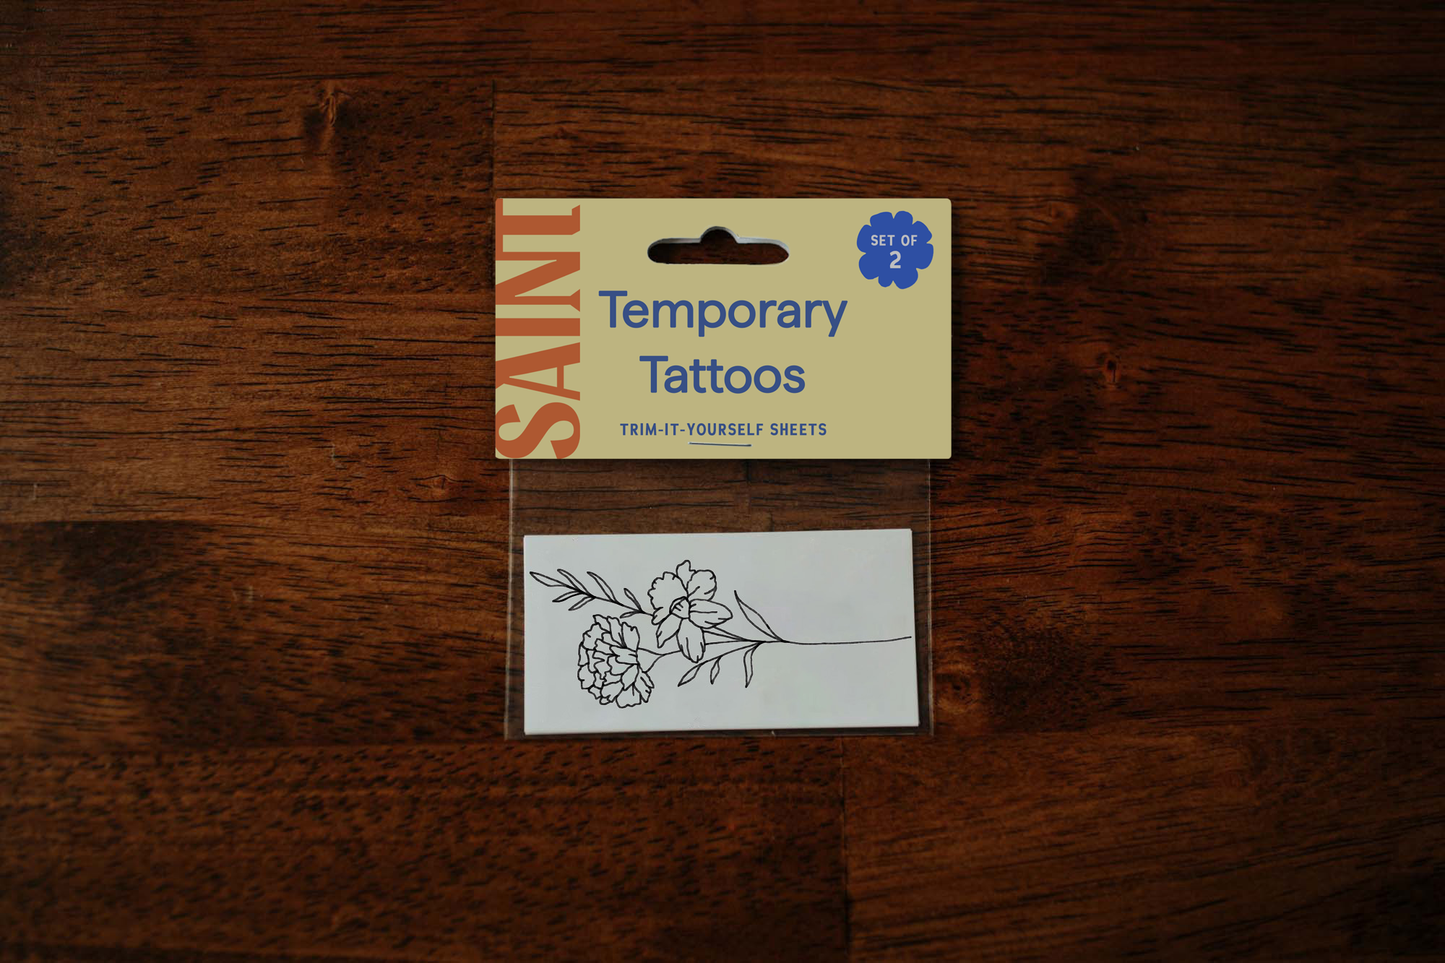 SAINT
SET OF
2
Temporary
Tattoos
TRIM-IT-YOURSELF SHEETS